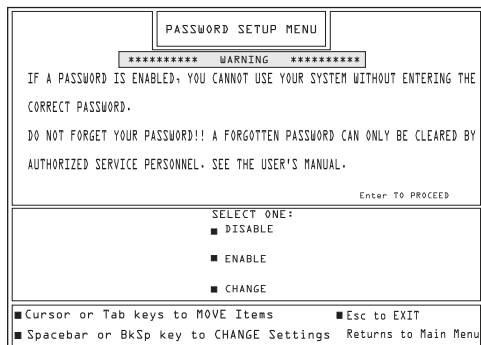 PASSWORD SETUP MENU
********** WARNING **********
IF A PASSWORD IS ENABLED, YOU CANNOT USE YOUR SYSTEM WITHOUT ENTERING THE
CORRECT PASSWORD.
DO NOT FORGET YOUR PASSWORD!! A FORGOTTEN PASSWORD CAN ONLY BE CLEARED BY
AUTHORIZED SERVICE PERSONNEL. SEE THE USER'S MANUAL.
Enter TO PROCEED
SELECT ONE:
■ DISABLE
■ ENABLE
■ CHANGE
■ Cursor or Tab keys to MOVE Items ■ Esc to EXIT
■ Spacebar or BkSp key to CHANGE Settings Returns to Main Menu